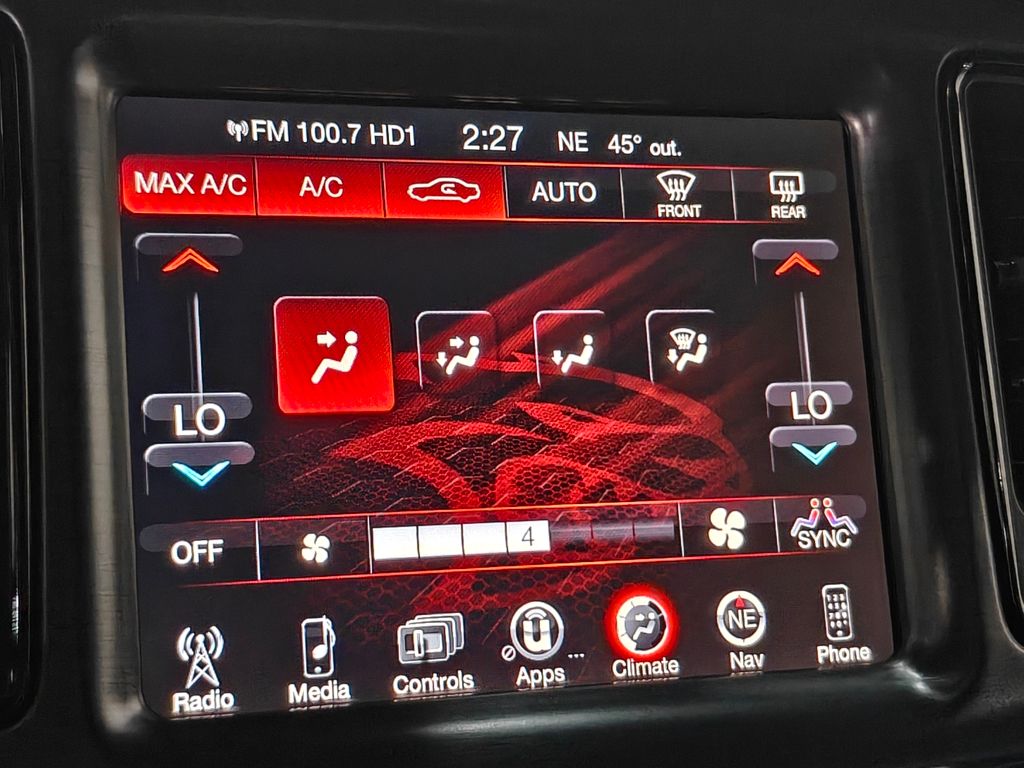 FM 100.7 HD1 2:27 NE 45° out.
MAX A/C A/C AUTO FRONT REAR
LO LO
OFF 4 SYNC
u NE
Radio Media Controls Apps ... Climate Nav Phone